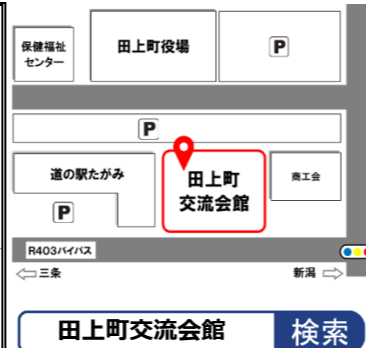 保健福祉
センター
田上町役場
P
P
道の駅たがみ
P
田上町
交流会館
商工会
R403バイパス
三条
新潟
田上町交流会館
検索